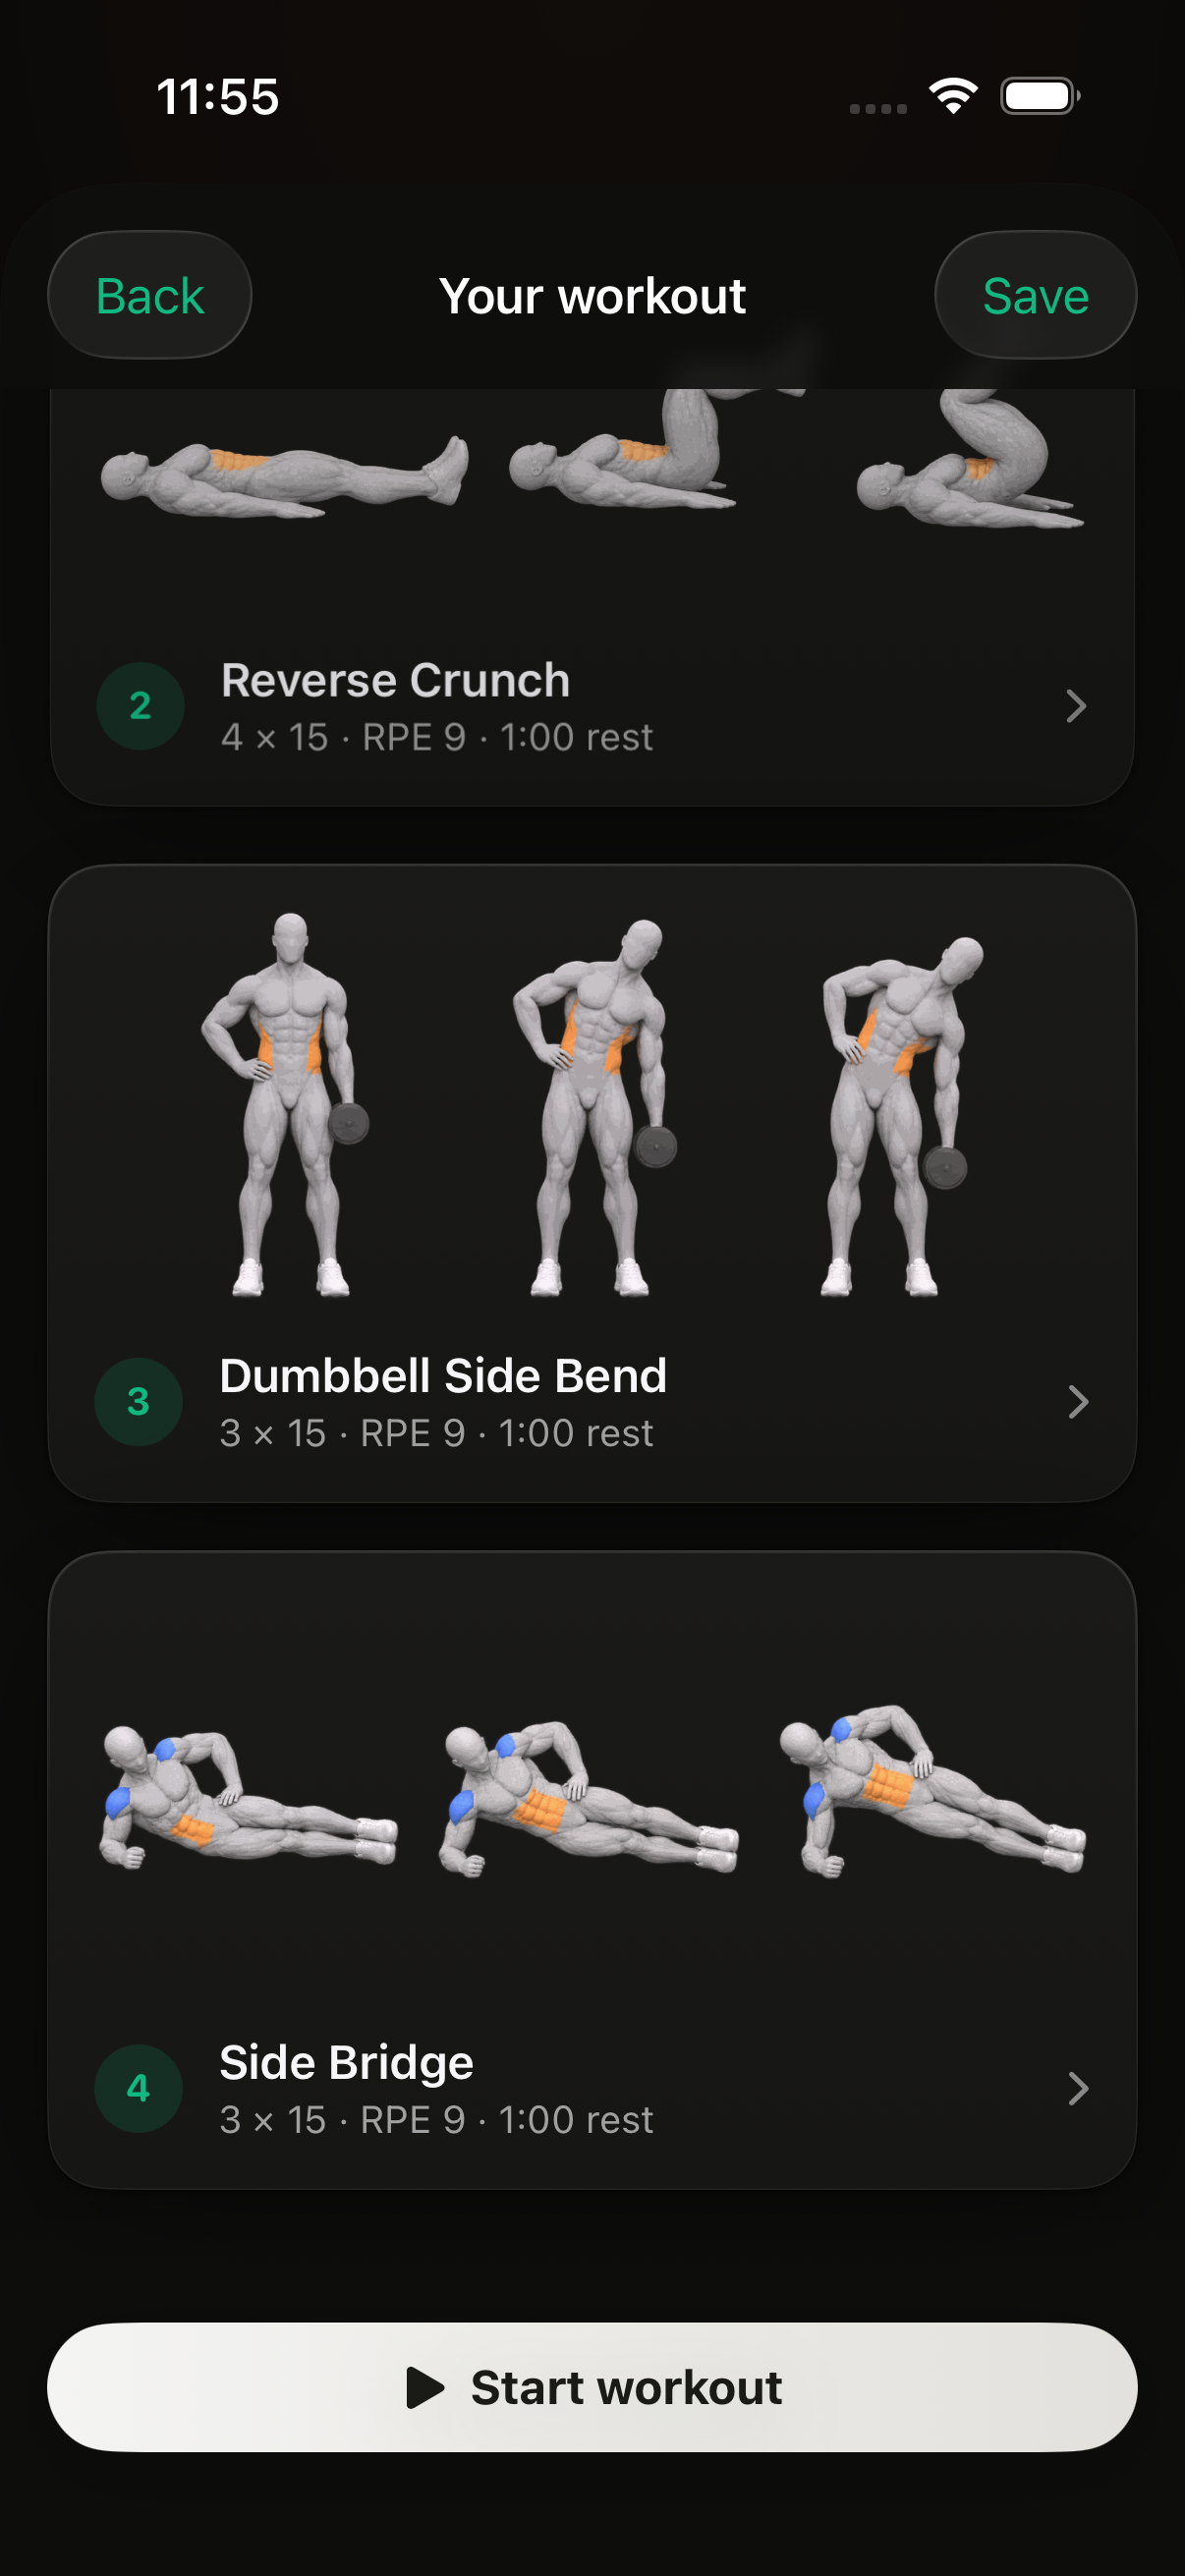 11:55
Back
Your workout
Save
2
Reverse Crunch
4 × 15 · RPE 9 · 1:00 rest
3
Dumbbell Side Bend
3 × 15 · RPE 9 · 1:00 rest
4
Side Bridge
3 × 15 · RPE 9 · 1:00 rest
Start workout